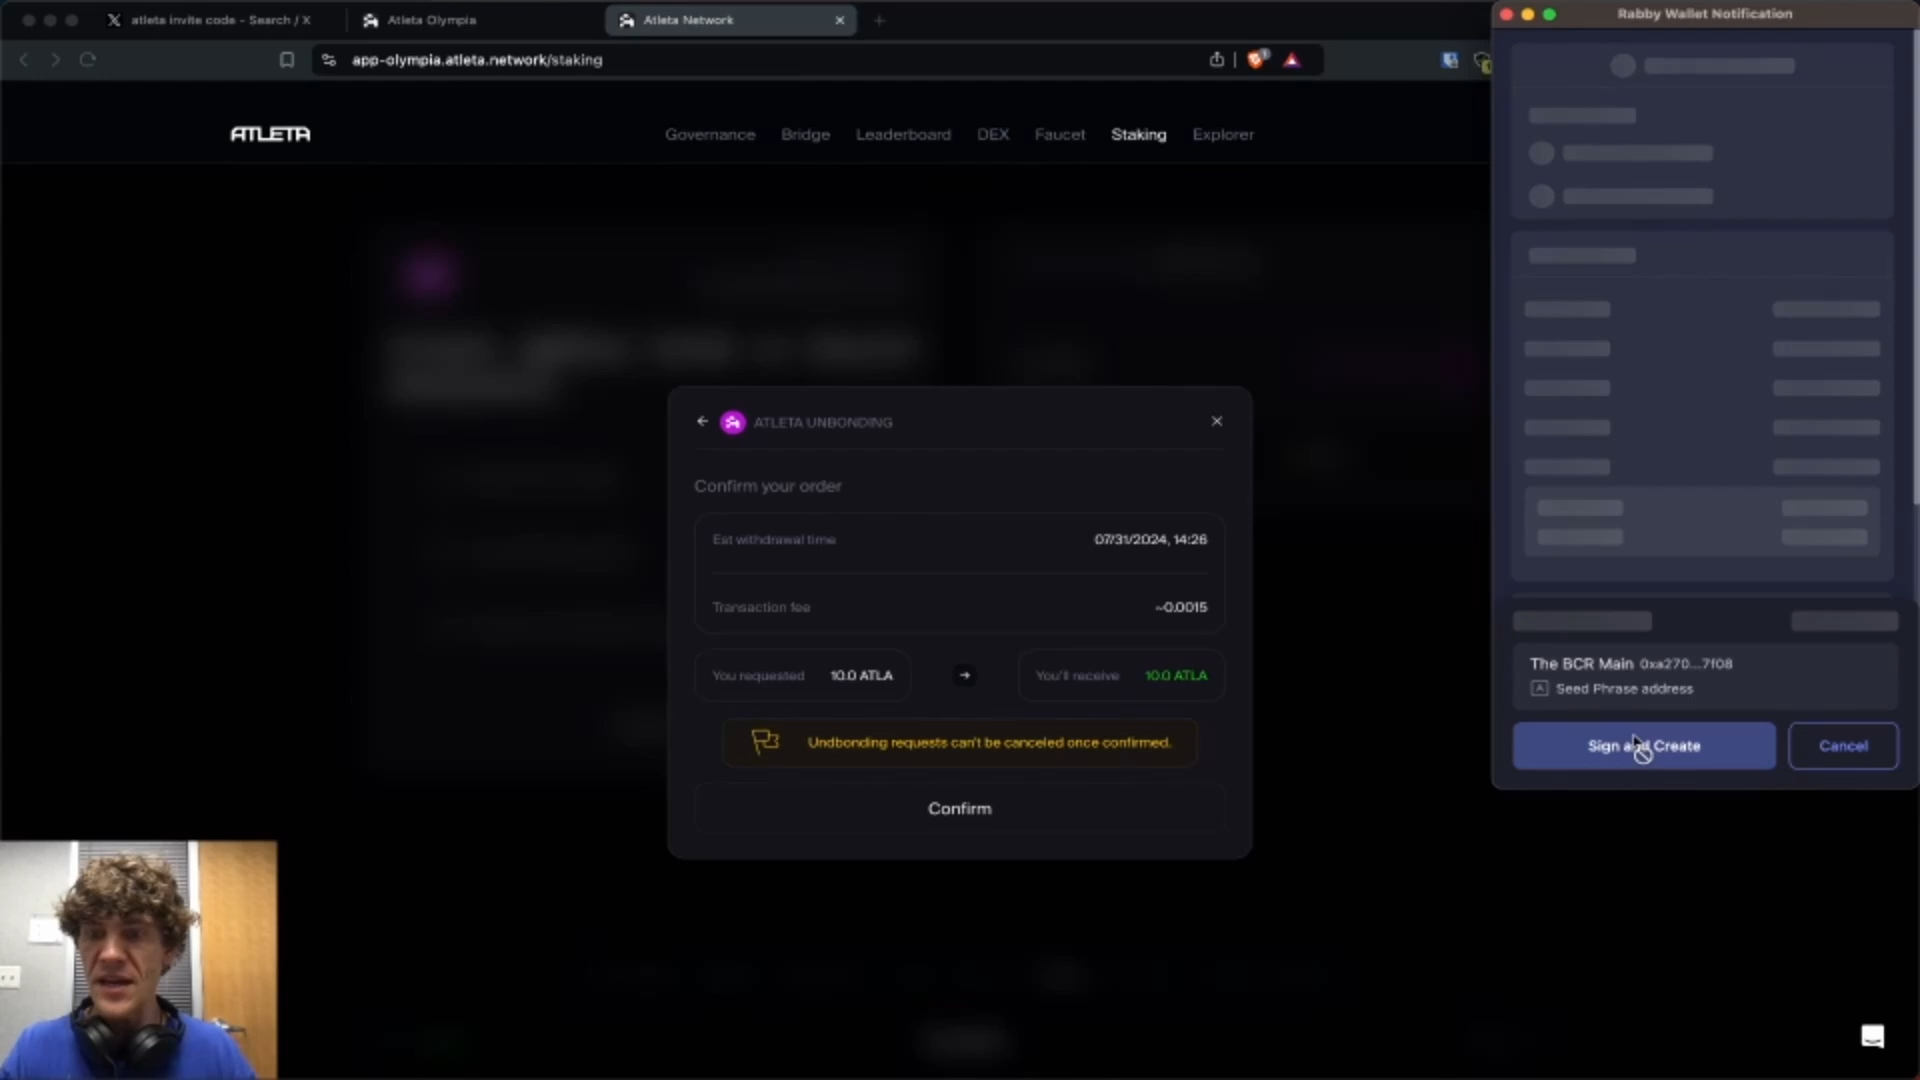 atleta invite code - Search / X
Atleta Olympia
Atleta Network
app-olympia.atleta.network/staking
Rabby Wallet Notification
ATLETA
Governance
Bridge
Leaderboard
DEX
Faucet
Staking
Explorer
ATLETA UNBONDING
Confirm your order
Est withdrawal time
07/31/2024, 14:26
Transaction fee
~0.0015
You requested
10.0 ATLA
You'll receive
10.0 ATLA
Undbonding requests can't be canceled once confirmed.
Confirm
The BCR Main 0xa270...7f08
Seed Phrase address
Sign and Create
Cancel